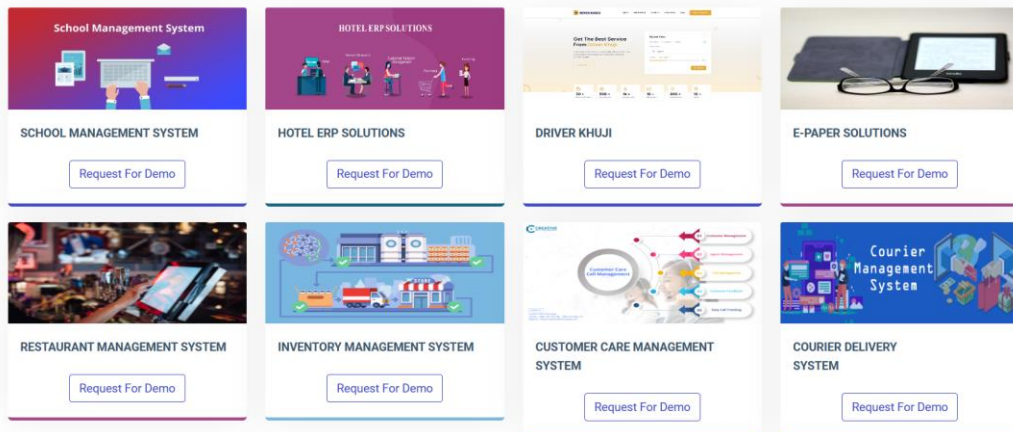 School Management System
HOTEL ERP SOLUTIONS
Get The Best Service
From Driver Khuji
SCHOOL MANAGEMENT SYSTEM
HOTEL ERP SOLUTIONS
DRIVER KHUJI
E-PAPER SOLUTIONS
Request For Demo
Request For Demo
Request For Demo
Request For Demo
Customer Care
Call Management
Courier
Management
System
RESTAURANT MANAGEMENT SYSTEM
INVENTORY MANAGEMENT SYSTEM
CUSTOMER CARE MANAGEMENT
SYSTEM
COURIER DELIVERY
SYSTEM
Request For Demo
Request For Demo
Request For Demo
Request For Demo